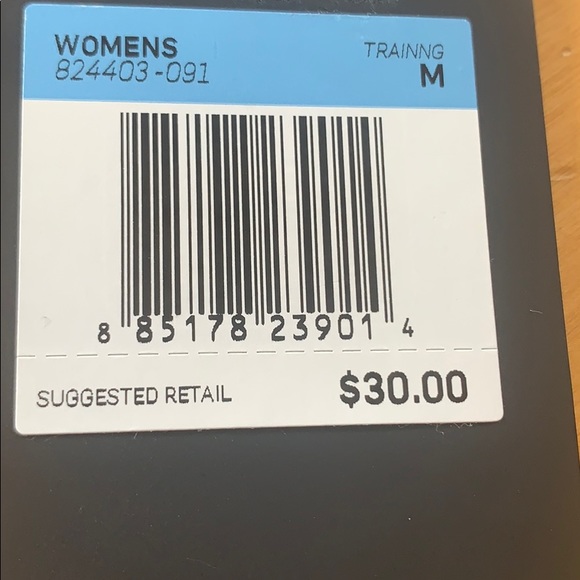 WOMENS TRAINNG
824403-091 M
8 85178 23901 4
SUGGESTED RETAIL $30.00